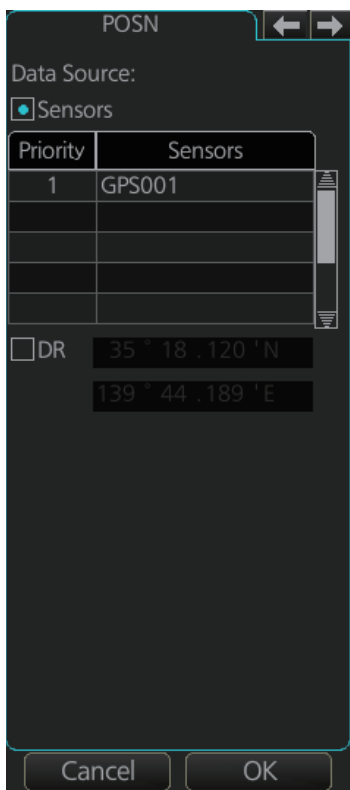 POSN
Data Source:
Sensors
Priority Sensors
1 GPS001
DR 35 ° 18 .120 'N
139 ° 44 .189 'E
Cancel OK